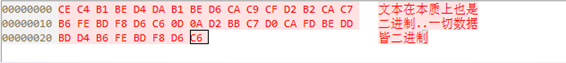 00000000 CE C4 B1 BE D4 DA B1 BE D6 CA C9 CF D2 B2 CA C7 文本在本质上也是
00000010 B6 FE BD F8 D6 C6 0D 0A D2 BB C7 D0 CA FD BE DD 二进制..一切数据
00000020 BD D4 B6 FE BD F8 D6 C6 皆二进制